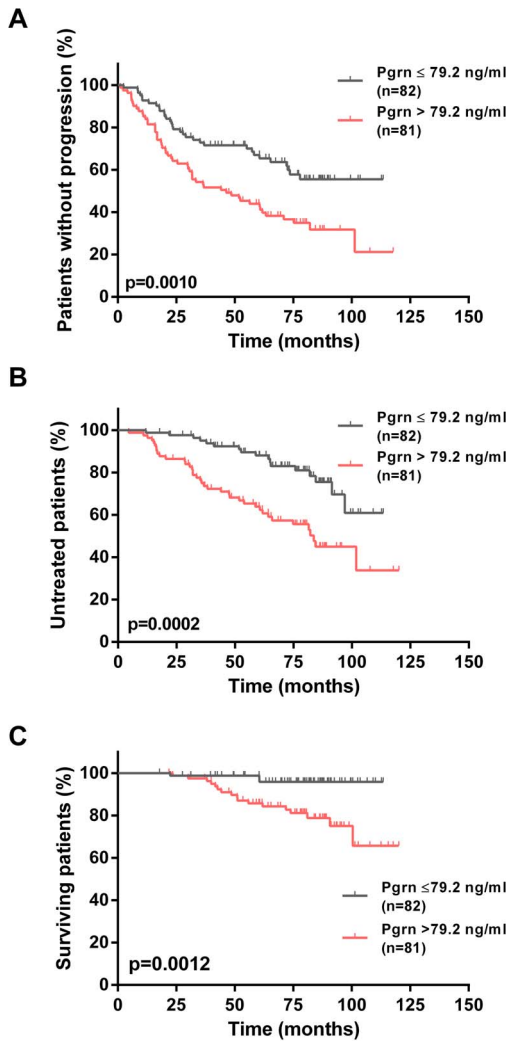 A
Patients without progression (%)
100
80
60
40
20
0
Pgrn ≤ 79.2 ng/ml
(n=82)
Pgrn > 79.2 ng/ml
(n=81)
p=0.0010
0 25 50 75 100 125 150
Time (months)
B
Untreated patients (%)
100
80
60
40
20
0
Pgrn ≤ 79.2 ng/ml
(n=82)
Pgrn > 79.2 ng/ml
(n=81)
p=0.0002
0 25 50 75 100 125 150
Time (months)
C
Surviving patients (%)
100
80
60
40
20
0
Pgrn ≤79.2 ng/ml
(n=82)
Pgrn >79.2 ng/ml
(n=81)
p=0.0012
0 25 50 75 100 125 150
Time (months)